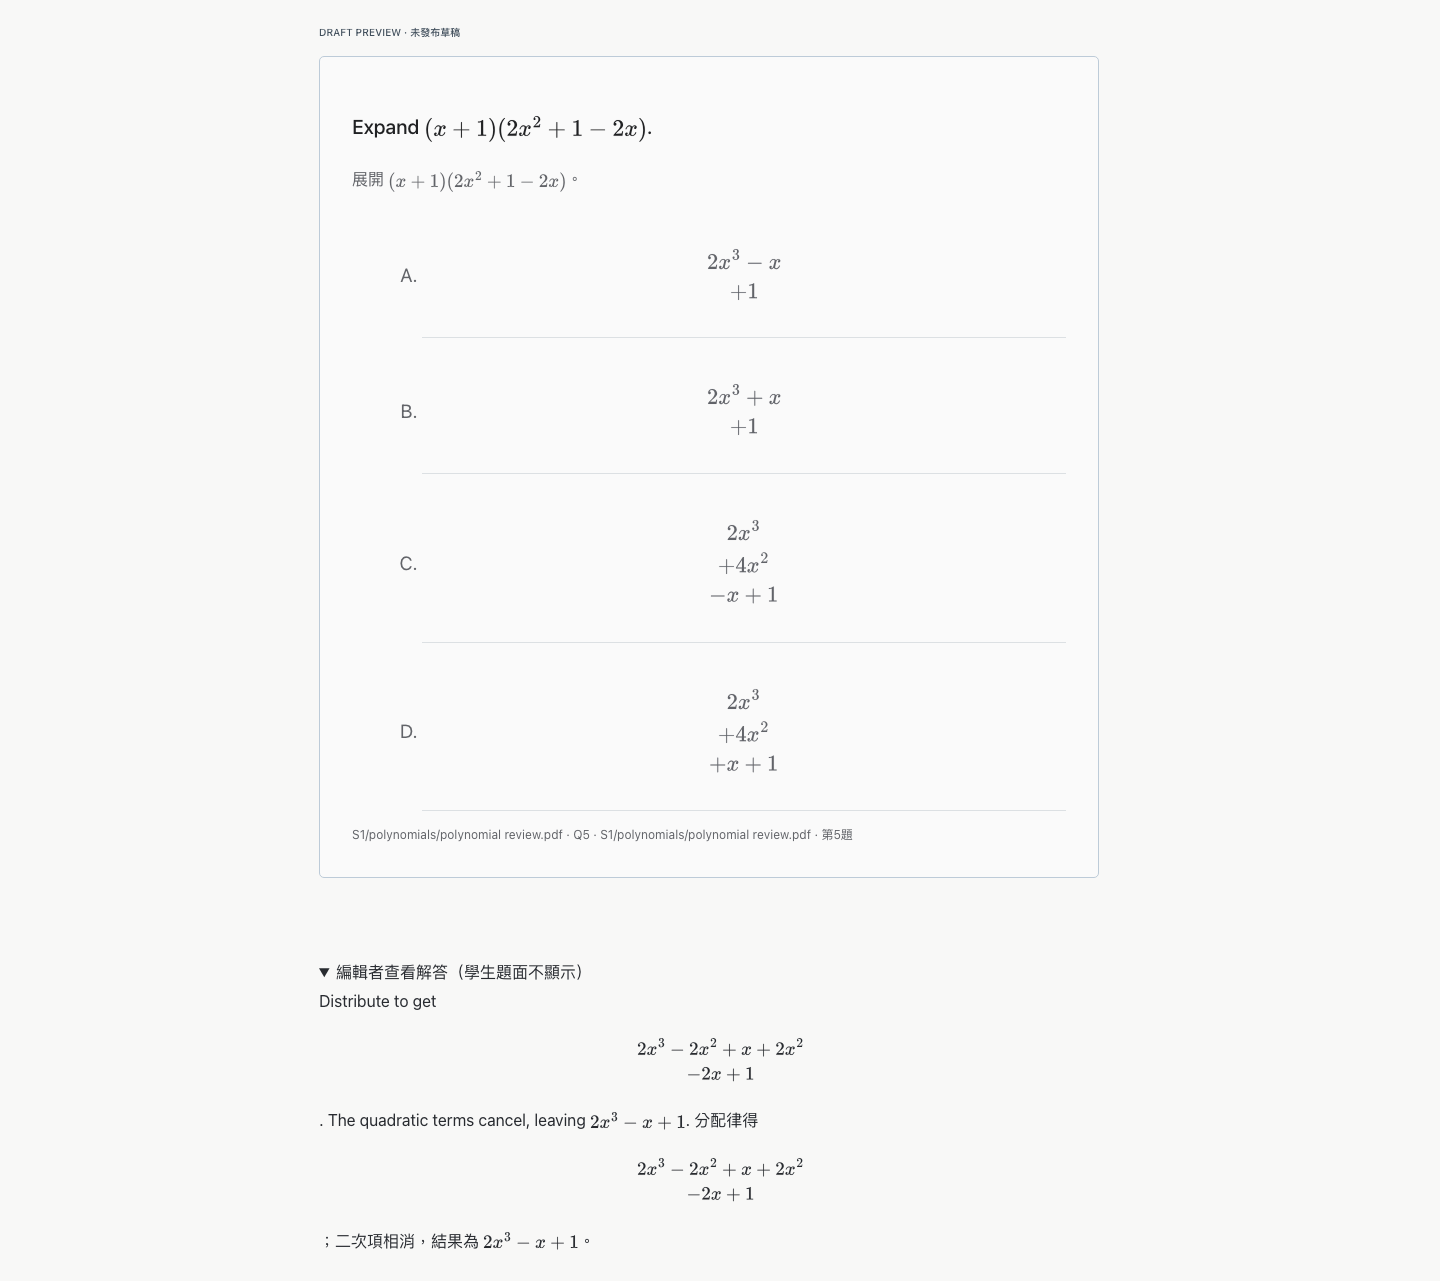 DRAFT PREVIEW · 未發布草稿
Expand (x + 1)(2x² + 1 − 2x).
展開 (x + 1)(2x² + 1 − 2x)。
A.
2x³ − x
+1
B.
2x³ + x
+1
C.
2x³
+4x²
−x + 1
D.
2x³
+4x²
+x + 1
S1/polynomials/polynomial review.pdf · Q5 · S1/polynomials/polynomial review.pdf · 第5題
▼ 編輯者查看解答（學生題面不顯示）
Distribute to get
2x³ − 2x² + x + 2x²
−2x + 1
. The quadratic terms cancel, leaving 2x³ − x + 1. 分配律得
2x³ − 2x² + x + 2x²
−2x + 1
；二次項相消，結果為 2x³ − x + 1。